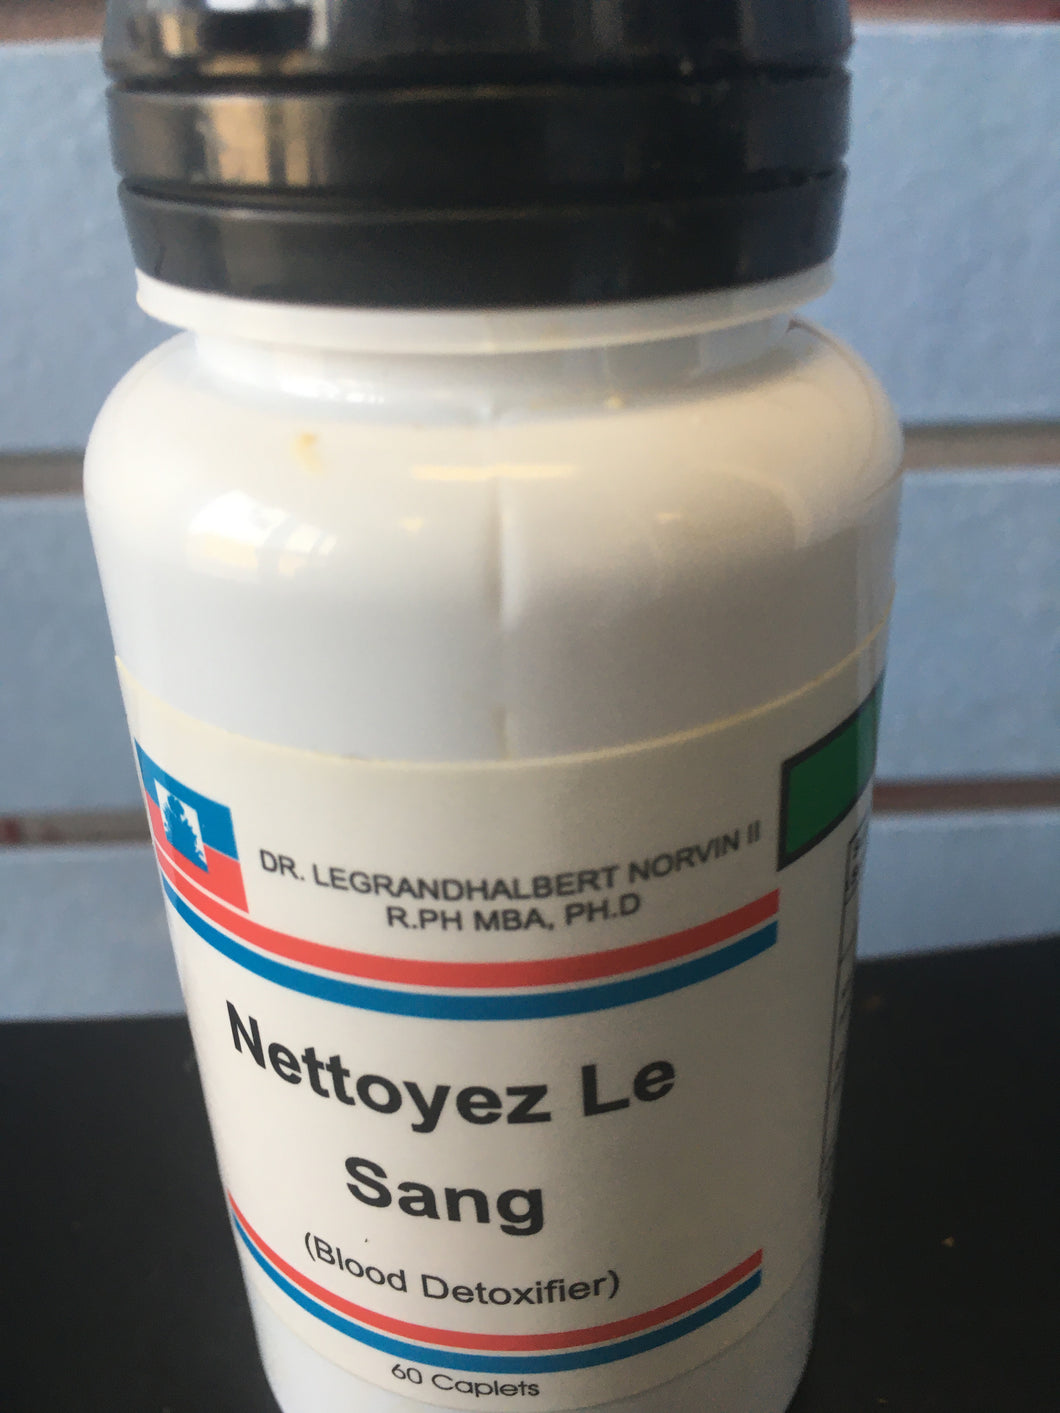 DR. LEGRANDHALBERT NORVIN II
R.PH MBA, PH.D
Nettoyez Le
Sang
(Blood Detoxifier)
60 Caplets